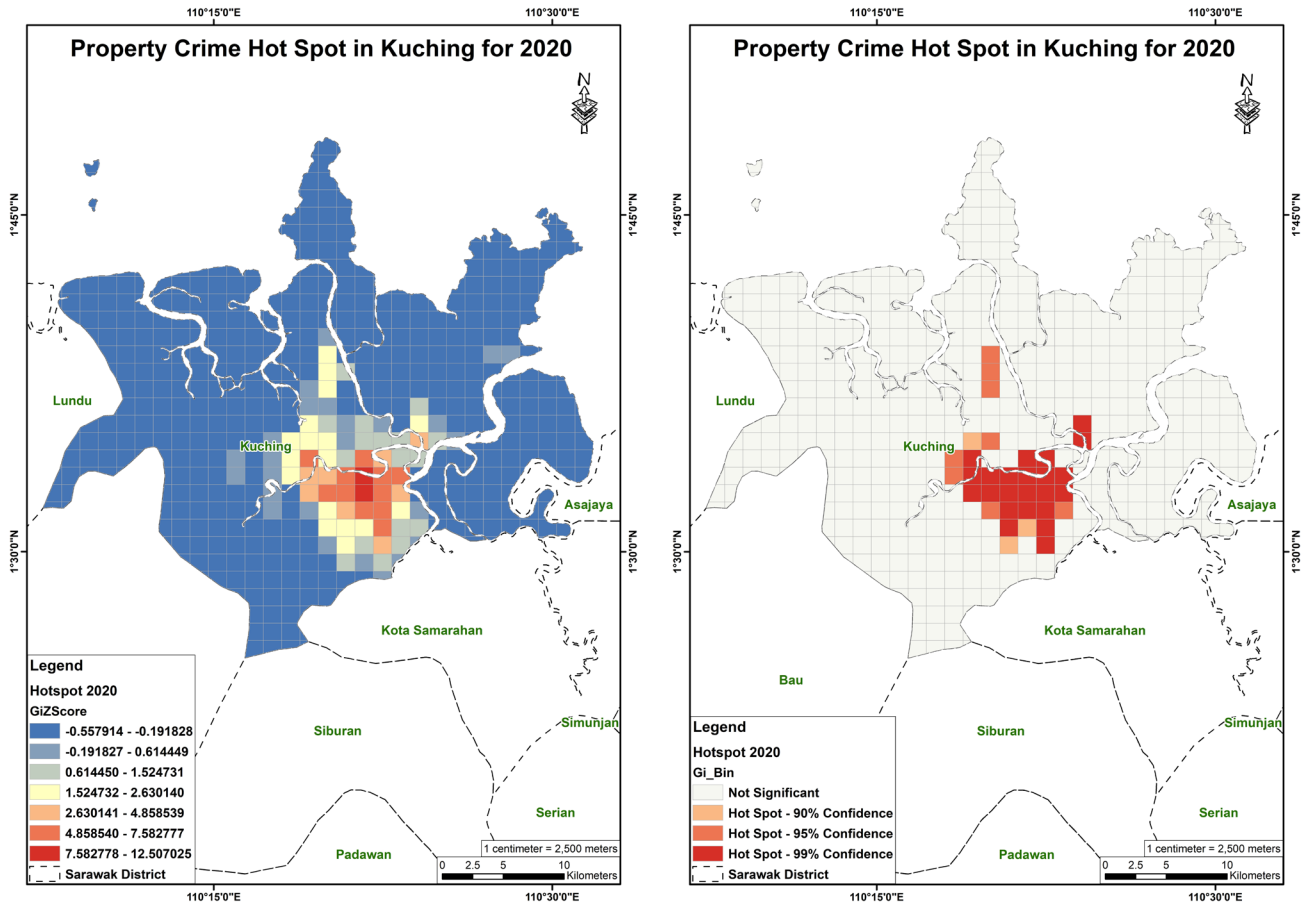 110°15'0"E
110°30'0"E
Property Crime Hot Spot in Kuching for 2020
N
1°45'0"N
1°45'0"N
Lundu
Kuching
Asajaya
1°30'0"N
1°30'0"N
Kota Samarahan
Siburan
Simunjan
Serian
Padawan
Legend
Hotspot 2020
GiZScore
-0.557914 - -0.191828
-0.191827 - 0.614449
0.614450 - 1.524731
1.524732 - 2.630140
2.630141 - 4.858539
4.858540 - 7.582777
7.582778 - 12.507025
Sarawak District
1 centimeter = 2,500 meters
0 2.5 5 10
Kilometers
110°15'0"E
110°30'0"E
110°15'0"E
110°30'0"E
Property Crime Hot Spot in Kuching for 2020
N
1°45'0"N
1°45'0"N
Lundu
Kuching
Asajaya
1°30'0"N
1°30'0"N
Kota Samarahan
Bau
Siburan
Simunjan
Serian
Padawan
Legend
Hotspot 2020
Gi_Bin
Not Significant
Hot Spot - 90% Confidence
Hot Spot - 95% Confidence
Hot Spot - 99% Confidence
Sarawak District
1 centimeter = 2,500 meters
0 2.5 5 10
Kilometers
110°15'0"E
110°30'0"E